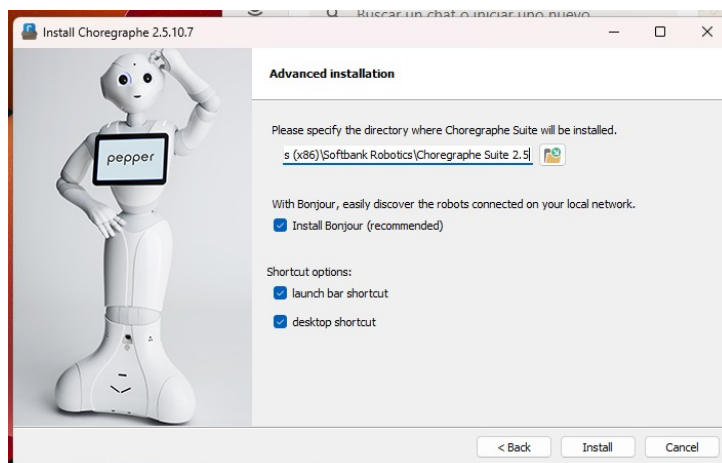 Buscar un chat o iniciar uno nuevo
Install Choregraphe 2.5.10.7
pepper
Advanced installation
Please specify the directory where Choregraphe Suite will be installed.
s (x86)\Softbank Robotics\Choregraphe Suite 2.5
With Bonjour, easily discover the robots connected on your local network.
Install Bonjour (recommended)
Shortcut options:
launch bar shortcut
desktop shortcut
< Back Install Cancel